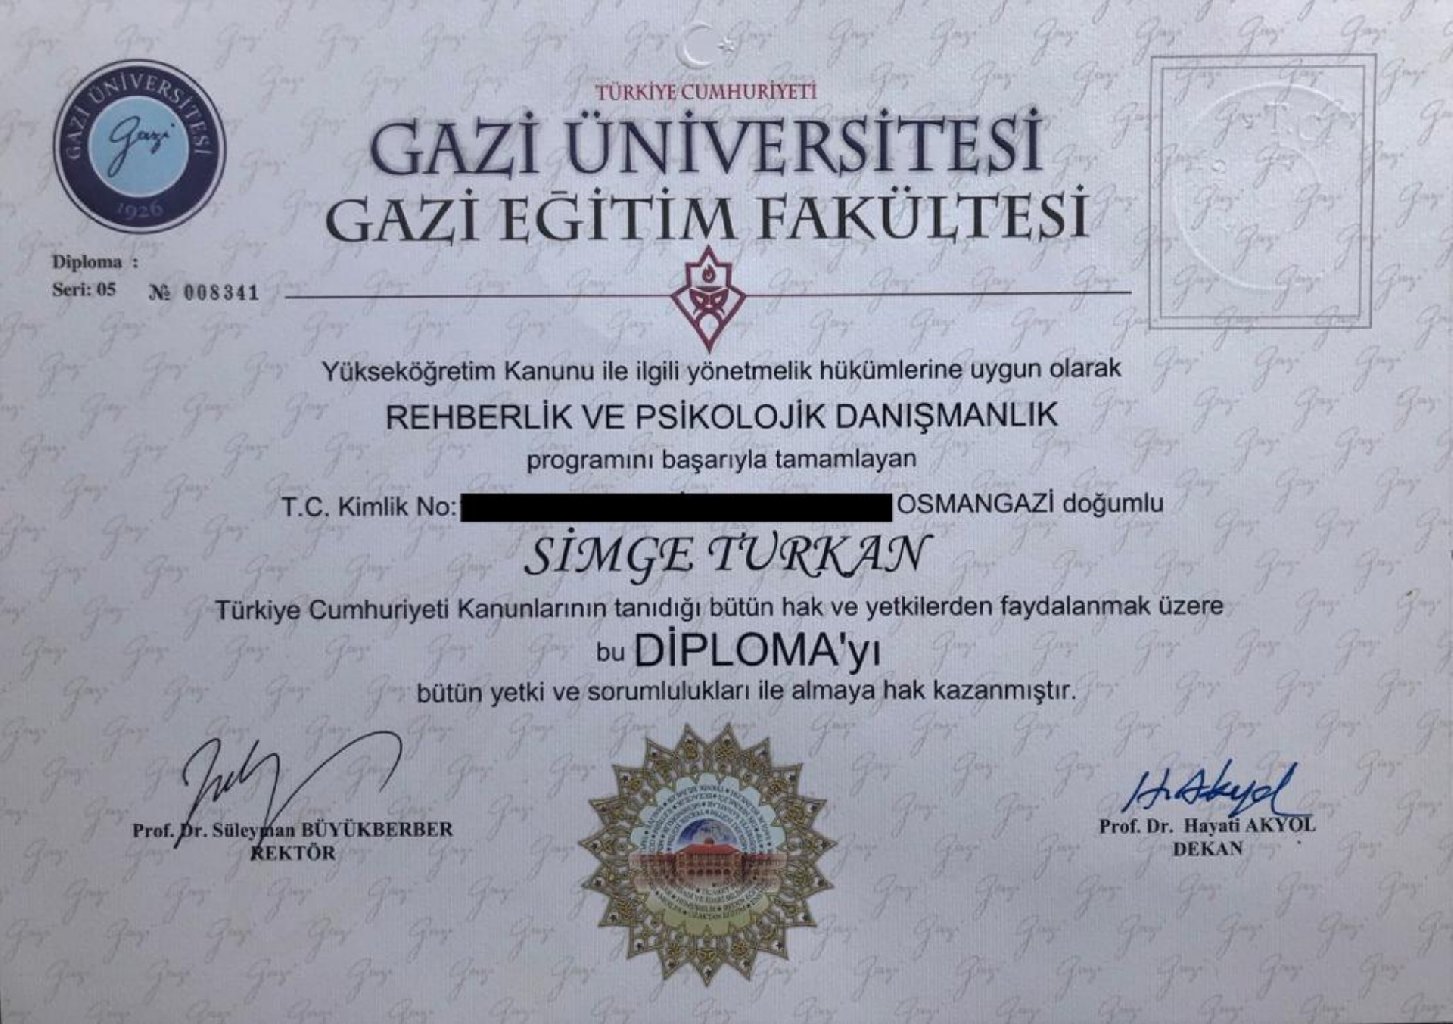 GAZİ ÜNİVERSİTESİ
Gazi
1926
TÜRKİYE CUMHURİYETİ
GAZİ ÜNİVERSİTESİ
GAZİ EĞİTİM FAKÜLTESİ
Diploma :
Seri: 05 № 008341
Yükseköğretim Kanunu ile ilgili yönetmelik hükümlerine uygun olarak
REHBERLİK VE PSİKOLOJİK DANIŞMANLIK
programını başarıyla tamamlayan
T.C. Kimlik No: OSMANGAZİ doğumlu
SİMGE TURKAN
Türkiye Cumhuriyeti Kanunlarının tanıdığı bütün hak ve yetkilerden faydalanmak üzere
bu DİPLOMA'yı
bütün yetki ve sorumlulukları ile almaya hak kazanmıştır.
Prof. Dr. Süleyman BÜYÜKBERBER
REKTÖR
H. Akyol
Prof. Dr. Hayati AKYOL
DEKAN